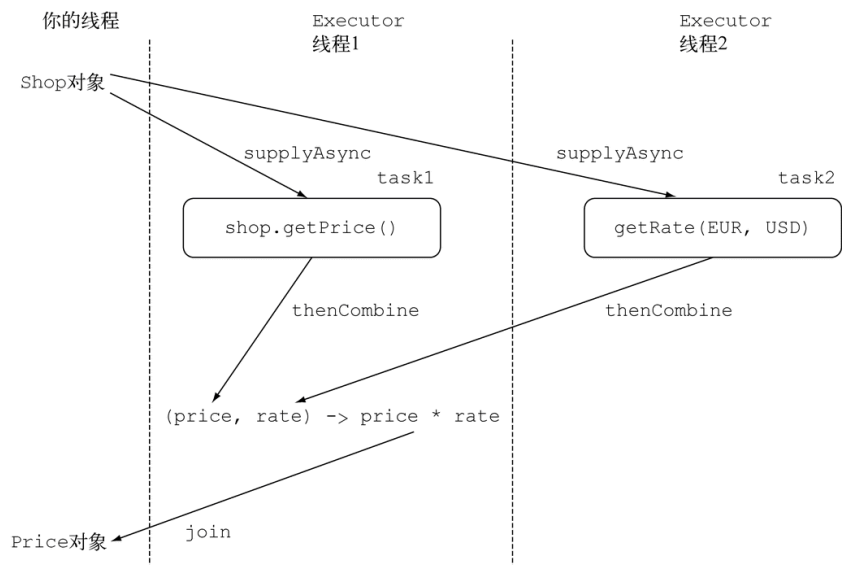 你的线程
Executor
线程1
Executor
线程2
Shop对象
supplyAsync
supplyAsync
task1
task2
shop.getPrice()
getRate(EUR, USD)
thenCombine
thenCombine
(price, rate) -> price * rate
join
Price对象